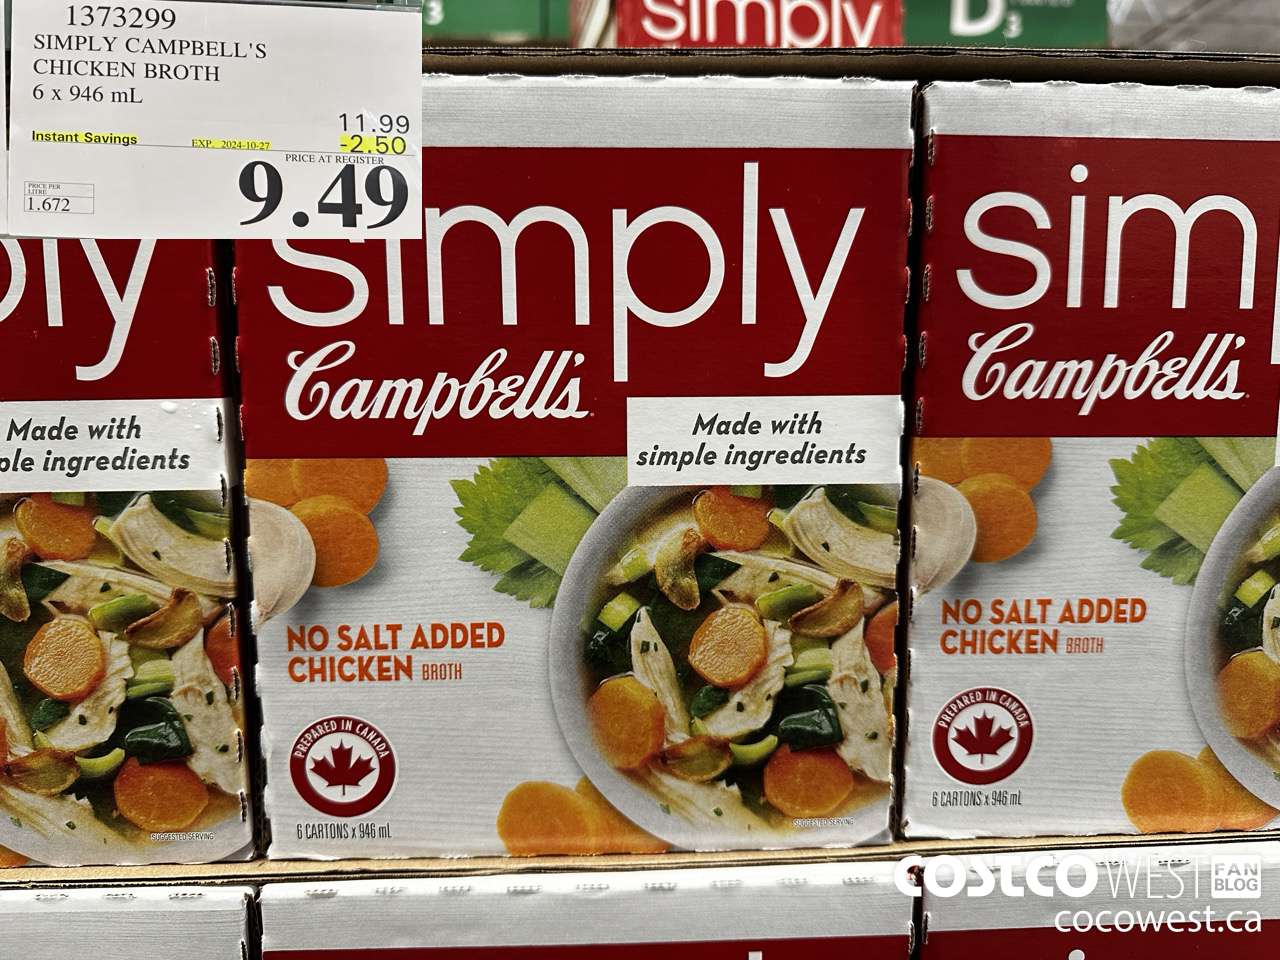 1373299
SIMPLY CAMPBELL'S
CHICKEN BROTH
6 x 946 mL
11.99
Instant Savings EXP. 2024-10-27 -2.50
PRICE AT REGISTER
9.49
PRICE PER
LITRE
1.672
simply
D
3
3
simply
Campbell's
Made with
simple ingredients
NO SALT ADDED
CHICKEN BROTH
PREPARED IN CANADA
6 CARTONS x 946 mL
SUGGESTED SERVING
ply
Made with
ple ingredients
SUGGESTED SERVING
sim
Campbell's
NO SALT ADDED
CHICKEN BROTH
PREPARED IN CANADA
6 CARTONS x 946 mL
COSTCO WEST FAN
BLOG
cocowest.ca